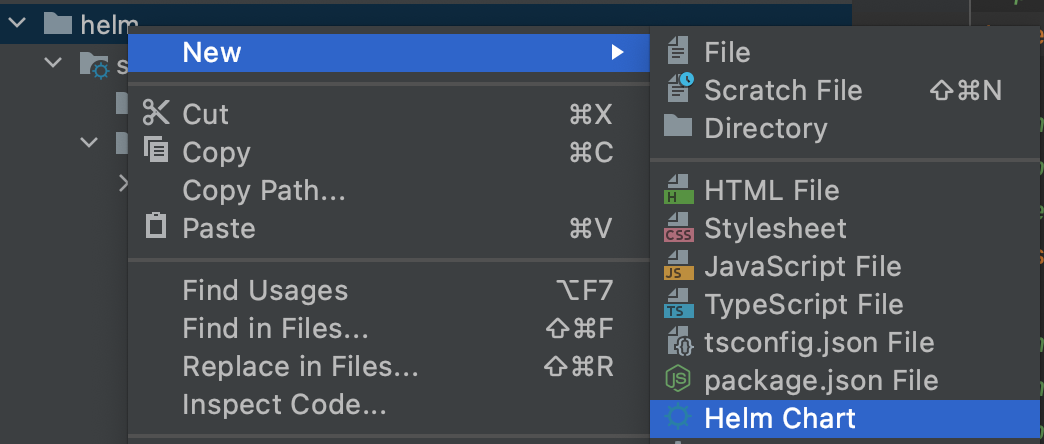 helm
New
File
Scratch File ⇧⌘N
Directory
Cut ⌘X
Copy ⌘C
Copy Path...
Paste ⌘V
HTML File
CSS Stylesheet
JS JavaScript File
TS TypeScript File
tsconfig.json File
JS package.json File
Helm Chart
Find Usages ⌥F7
Find in Files... ⇧⌘F
Replace in Files... ⇧⌘R
Inspect Code...